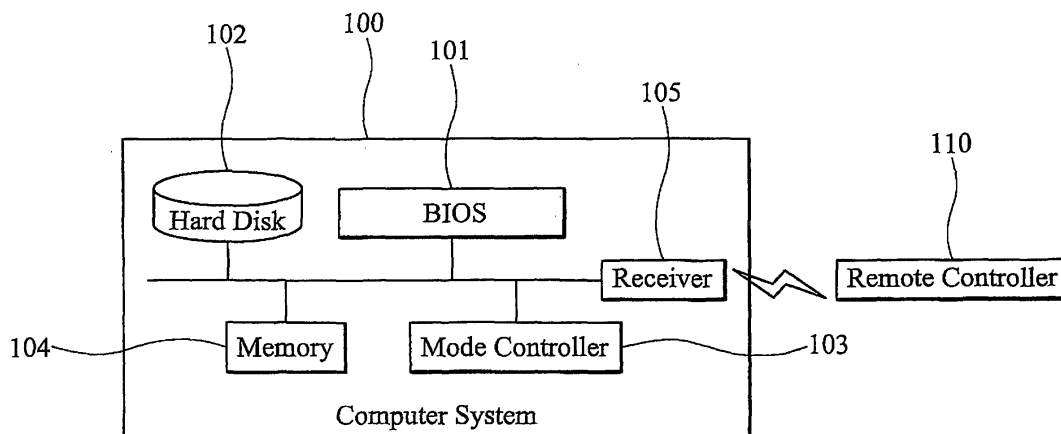 100
102
101
105
110
Hard Disk
BIOS
Receiver
Remote Controller
104
Memory
Mode Controller
103
Computer System